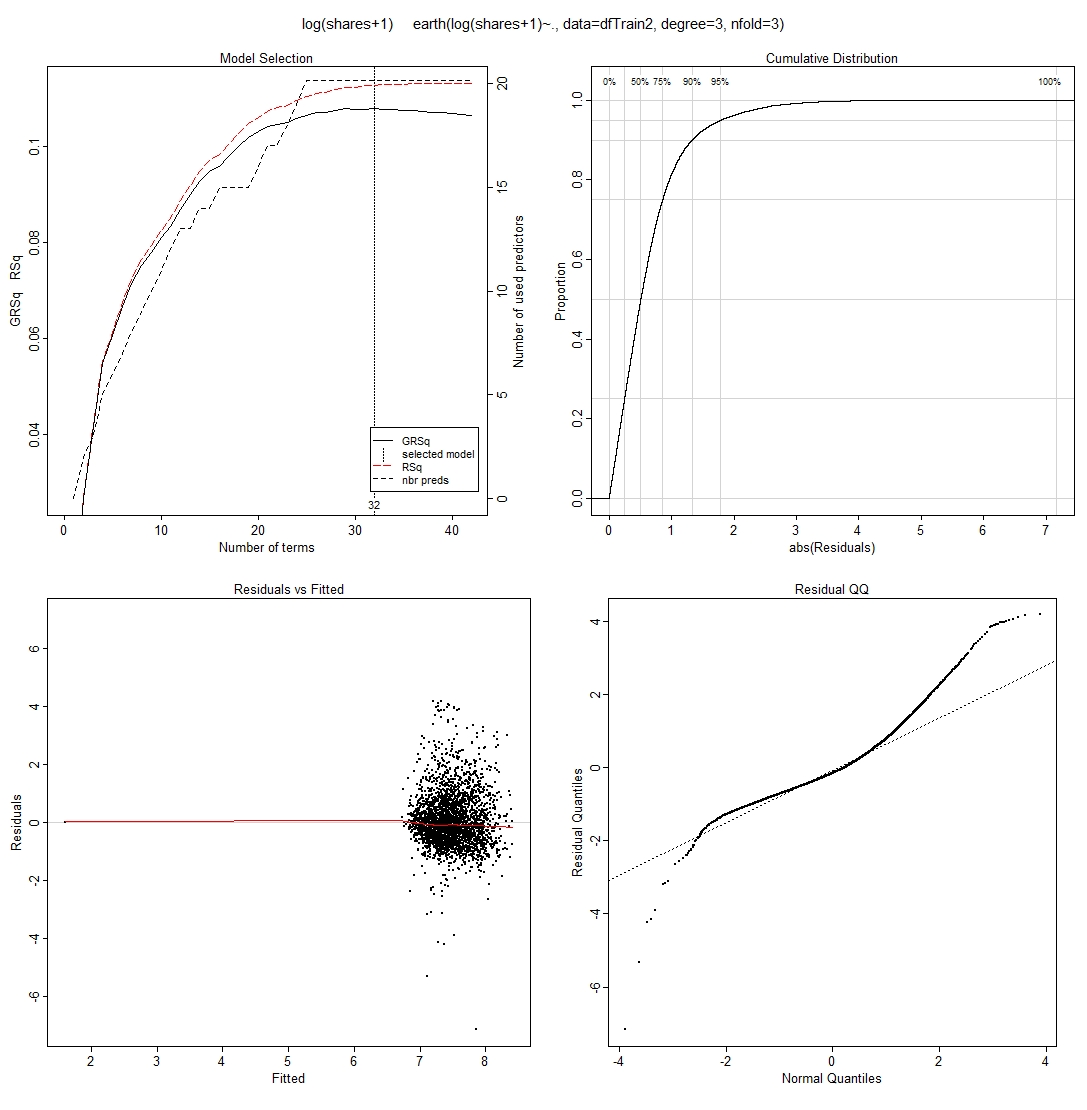 log(shares+1) earth(log(shares+1)~., data=dfTrain2, degree=3, nfold=3)
Model Selection
GRSq RSq
0.04 0.06 0.08 0.1
0 5 10 15 20
Number of used predictors
GRSq
selected model
RSq
nbr preds
32
0 10 20 30 40
Number of terms
Cumulative Distribution
0% 50% 75% 90% 95% 100%
Proportion
0.0 0.2 0.4 0.6 0.8 1.0
0 1 2 3 4 5 6 7
abs(Residuals)
Residuals vs Fitted
Residuals
-6 -4 -2 0 2 4 6
2 3 4 5 6 7 8
Fitted
Residual QQ
Residual Quantiles
-6 -4 -2 0 2 4
-4 -2 0 2 4
Normal Quantiles